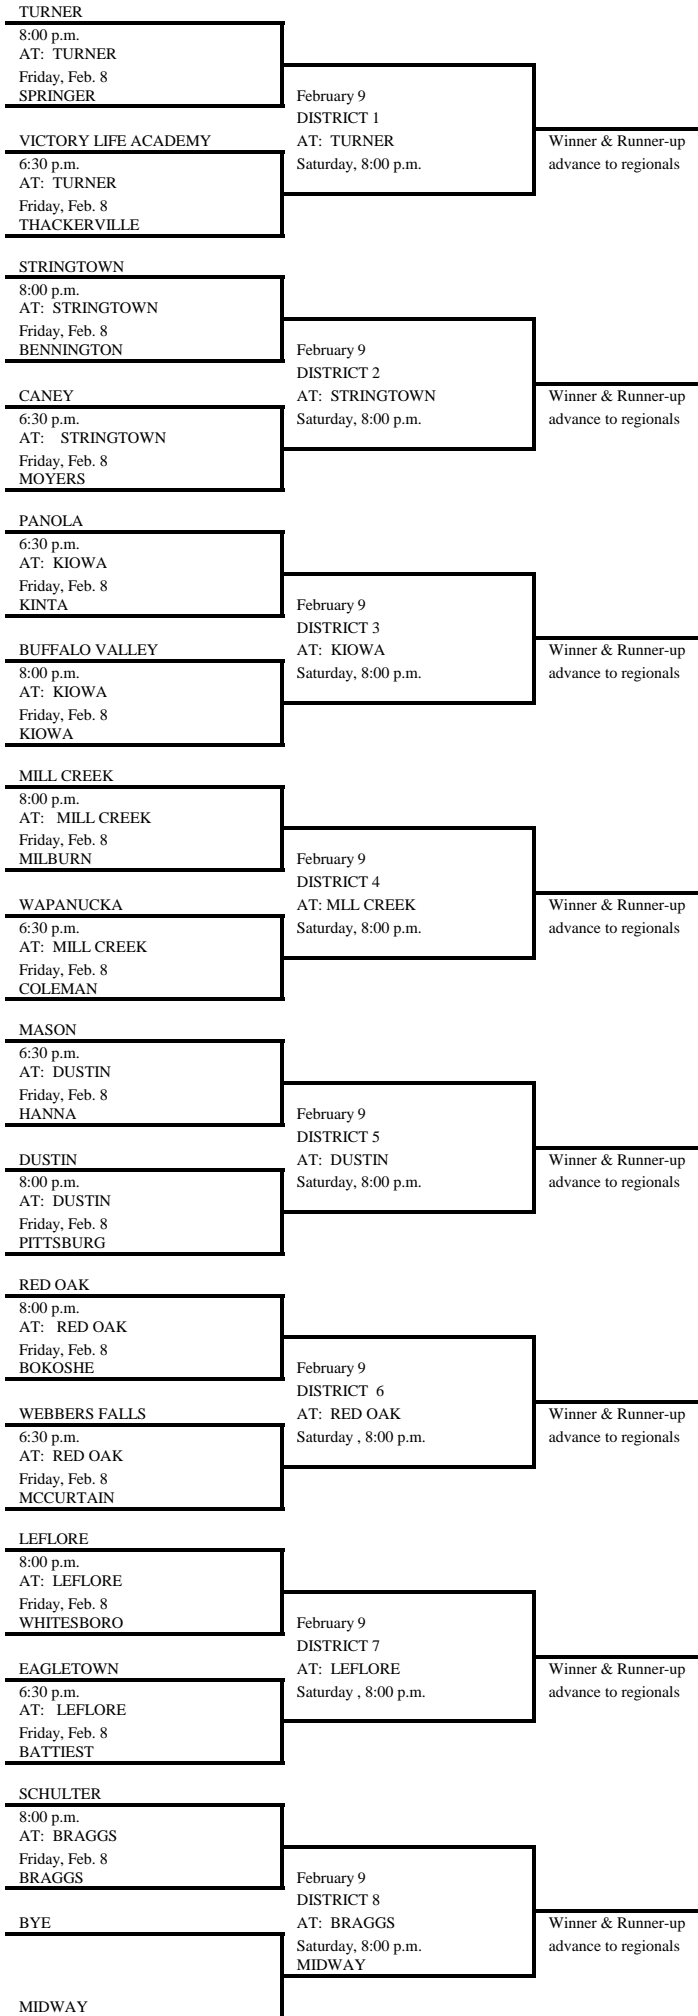 TURNER
8:00 p.m.
AT:  TURNER
Friday, Feb. 8
SPRINGER
February 9
DISTRICT 1
AT:  TURNER
Saturday, 8:00 p.m.
Winner & Runner-up
advance to regionals
VICTORY LIFE ACADEMY
6:30 p.m.
AT:  TURNER
Friday, Feb. 8
THACKERVILLE
STRINGTOWN
8:00 p.m.
AT:  STRINGTOWN
Friday, Feb. 8
BENNINGTON
February 9
DISTRICT 2
AT:  STRINGTOWN
Saturday, 8:00 p.m.
Winner & Runner-up
advance to regionals
CANEY
6:30 p.m.
AT:    STRINGTOWN
Friday, Feb. 8
MOYERS
PANOLA
6:30 p.m.
AT:  KIOWA
Friday, Feb. 8
KINTA
February 9
DISTRICT 3
AT:  KIOWA
Saturday, 8:00 p.m.
Winner & Runner-up
advance to regionals
BUFFALO VALLEY
8:00 p.m.
AT:  KIOWA
Friday, Feb. 8
KIOWA
MILL CREEK
8:00 p.m.
AT:   MILL CREEK
Friday, Feb. 8
MILBURN
February 9
DISTRICT 4
AT: MLL CREEK
Saturday, 8:00 p.m.
Winner & Runner-up
advance to regionals
WAPANUCKA
6:30 p.m.
AT:  MILL CREEK
Friday, Feb. 8
COLEMAN
MASON
6:30 p.m.
AT:  DUSTIN
Friday, Feb. 8
HANNA
February 9
DISTRICT 5
AT:  DUSTIN
Saturday, 8:00 p.m.
Winner & Runner-up
advance to regionals
DUSTIN
8:00 p.m.
AT:  DUSTIN
Friday, Feb. 8
PITTSBURG
RED OAK
8:00 p.m.
AT:   RED OAK
Friday, Feb. 8
BOKOSHE
February 9
DISTRICT  6
AT:  RED OAK
Saturday , 8:00 p.m.
Winner & Runner-up
advance to regionals
WEBBERS FALLS
6:30 p.m.
AT:  RED OAK
Friday, Feb. 8
MCCURTAIN
LEFLORE
8:00 p.m.
AT:  LEFLORE
Friday, Feb. 8
WHITESBORO
February 9
DISTRICT 7
AT:  LEFLORE
Saturday , 8:00 p.m.
Winner & Runner-up
advance to regionals
EAGLETOWN
6:30 p.m.
AT:   LEFLORE
Friday, Feb. 8
BATTIEST
SCHULTER
8:00 p.m.
AT:  BRAGGS
Friday, Feb. 8
BRAGGS
February 9
DISTRICT 8
AT:  BRAGGS
Saturday, 8:00 p.m.
MIDWAY
Winner & Runner-up
advance to regionals
BYE
MIDWAY